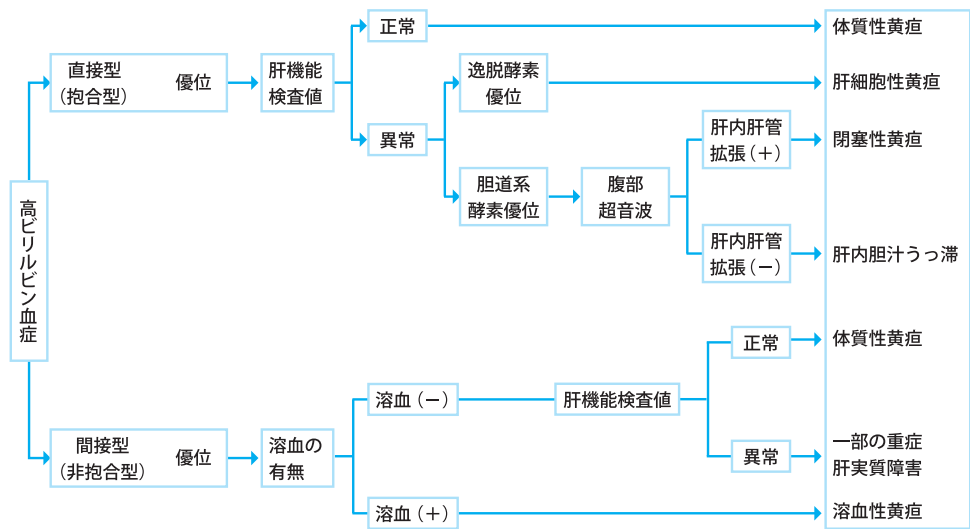 高ビリルビン血症
直接型
(抱合型)
優位
肝機能
検査値
正常
体質性黄疸
異常
逸脱酵素
優位
肝細胞性黄疸
胆道系
酵素優位
腹部
超音波
肝内肝管
拡張(+)
閉塞性黄疸
肝内肝管
拡張(−)
肝内胆汁うっ滞
間接型
(非抱合型)
優位
溶血の
有無
溶血(−)
肝機能検査値
正常
体質性黄疸
異常
一部の重症
肝実質障害
溶血(+)
溶血性黄疸